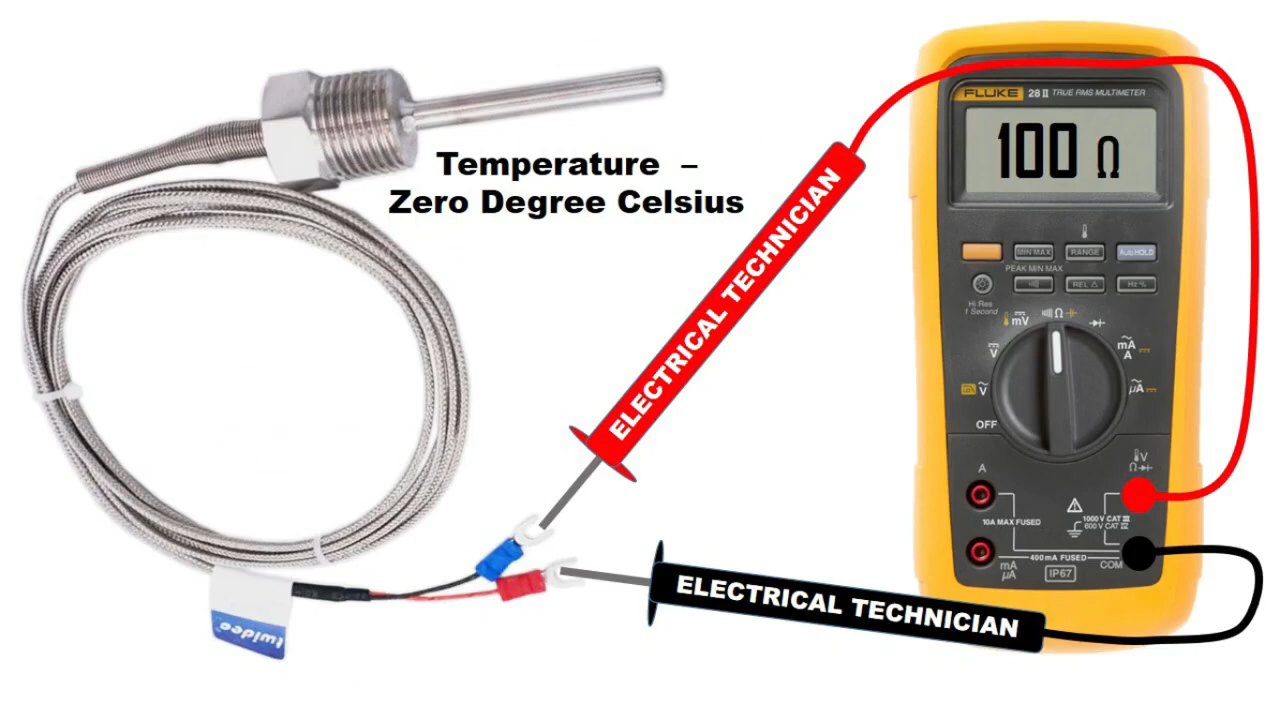 Temperature –
Zero Degree Celsius
FLUKE 28 II TRUE RMS MULTIMETER
100 Ω
ELECTRICAL TECHNICIAN
MIN MAX
RANGE
AutoHOLD
PEAK MIN MAX
REL △
Hz %
Hi Res
1 Second
mV
Ω
V
mA
A
V
µA
OFF
V
Ω
A
10A MAX FUSED
1000 V CAT III
600 V CAT IV
400mA FUSED
mA
µA
IP67
COM
twidec
ELECTRICAL TECHNICIAN